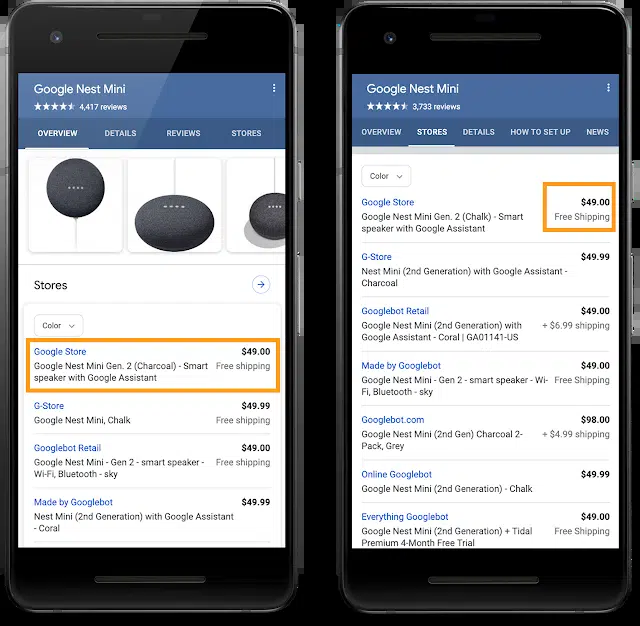 Google Nest Mini
4,417 reviews
OVERVIEW DETAILS REVIEWS STORES
Stores
Color
Google Store $49.00
Google Nest Mini Gen. 2 (Charcoal) - Smart Free shipping
speaker with Google Assistant
G-Store $49.99
Google Nest Mini, Chalk Free shipping
Googlebot Retail $49.00
Google Nest Mini - Gen 2 - smart speaker - Free shipping
Wi-Fi, Bluetooth - sky
Made by Googlebot $49.99
Nest Mini (2nd Generation) with Google Assistant
- Coral
Google Nest Mini
3,733 reviews
OVERVIEW STORES DETAILS HOW TO SET UP NEWS
Color
Google Store $49.00
Google Nest Mini Gen. 2 (Chalk) - Smart Free Shipping
speaker with Google Assistant
G-Store $49.99
Nest Mini (2nd Generation) with Google Assistant -
Charcoal
Googlebot Retail $49.00
Google Nest Mini (2nd Generation) with + $6.99 shipping
Google Assistant - Coral | GA01141-US
Made by Googlebot $49.00
Google Nest Mini - Gen 2 - smart speaker - Wi- Free Shipping
Fi, Bluetooth - sky
Googlebot.com $98.00
Google Nest Mini (2nd Gen) Charcoal 2- + $4.99 shipping
Pack, Grey
Online Googlebot $49.99
Google Nest Mini (2nd Generation) - Chalk
Everything Googlebot $49.00
Google Nest Mini (2nd Generation) + Tidal Free Shipping
Premium 4-Month Free Trial